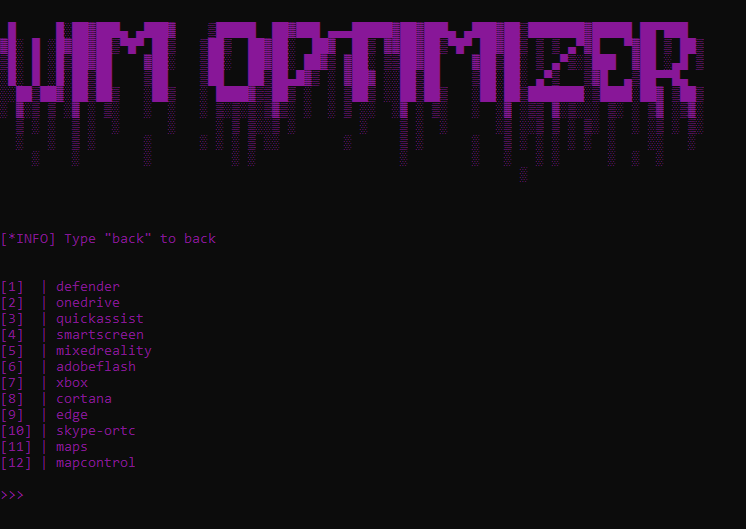 WIM OPTIMIZER
[*INFO] Type "back" to back
[1] | defender
[2] | onedrive
[3] | quickassist
[4] | smartscreen
[5] | mixedreality
[6] | adobeflash
[7] | xbox
[8] | cortana
[9] | edge
[10] | skype-ortc
[11] | maps
[12] | mapcontrol
>>>